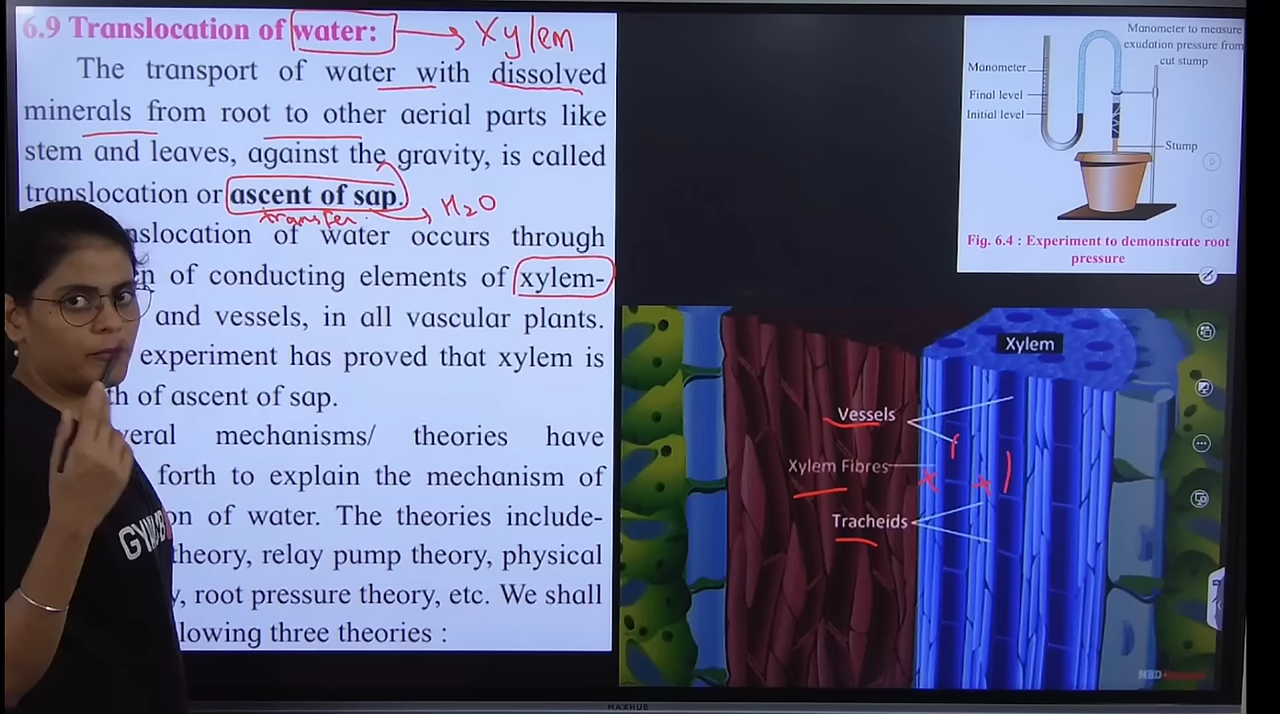 6.9 Translocation of water: → Xylem
The transport of water with dissolved
minerals from root to other aerial parts like
stem and leaves, against the gravity, is called
translocation or ascent of sap.
transfer → H2O
nslocation of water occurs through
n of conducting elements of xylem-
and vessels, in all vascular plants.
experiment has proved that xylem is
th of ascent of sap.
veral mechanisms/ theories have
forth to explain the mechanism of
on of water. The theories include-
theory, relay pump theory, physical
y, root pressure theory, etc. We shall
lowing three theories :
Manometer to measure
exudation pressure from
cut stump
Manometer
Final level
Initial level
Stump
Fig. 6.4 : Experiment to demonstrate root
pressure
Xylem
Vessels
Xylem Fibres
Tracheids
MAXHUB